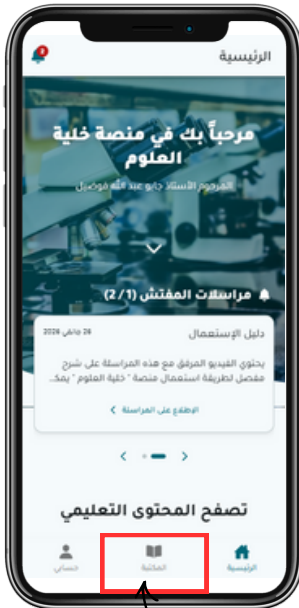 الرئيسية
مرحباً بك في منصة خلية
العلوم
المرحوم الأستاذ جابو عبد الله فوضيل
مراسلات المفتش (1/2)
دليل الإستعمال
26 جانفي 2026
يحتوي الفيديو المرفق مع هذه المراسلة على شرح
مفصل لطريقة استعمال منصة " خلية العلوم " يمكـ..
الإطلاع على المراسلة
تصفح المحتوى التعليمي
الرئيسية
المكتبة
حسابي